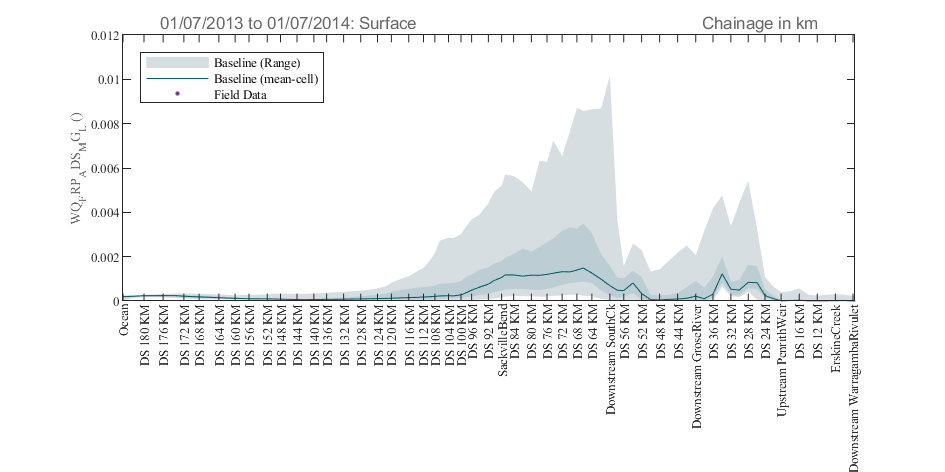 01/07/2013 to 01/07/2014: Surface
Chainage in km
0.012
0.01
0.008
0.006
0.004
0.002
0
WQFRPADSMGL ()
Baseline (Range)
Baseline (mean-cell)
Field Data
Ocean
DS 180 KM
DS 176 KM
DS 172 KM
DS 168 KM
DS 164 KM
DS 160 KM
DS 156 KM
DS 152 KM
DS 148 KM
DS 144 KM
DS 140 KM
DS 136 KM
DS 132 KM
DS 128 KM
DS 124 KM
DS 120 KM
DS 116 KM
DS 112 KM
DS 108 KM
DS 104 KM
DS 100 KM
DS 96 KM
DS 92 KM
SackvilleBend
DS 84 KM
DS 80 KM
DS 76 KM
DS 72 KM
DS 68 KM
DS 64 KM
Downstream SouthCk
DS 56 KM
DS 52 KM
DS 48 KM
DS 44 KM
Downstream GroseRiver
DS 36 KM
DS 32 KM
DS 28 KM
DS 24 KM
Upstream PenrithWeir
DS 16 KM
DS 12 KM
ErskineCreek
Downstream WarragambaRivulet